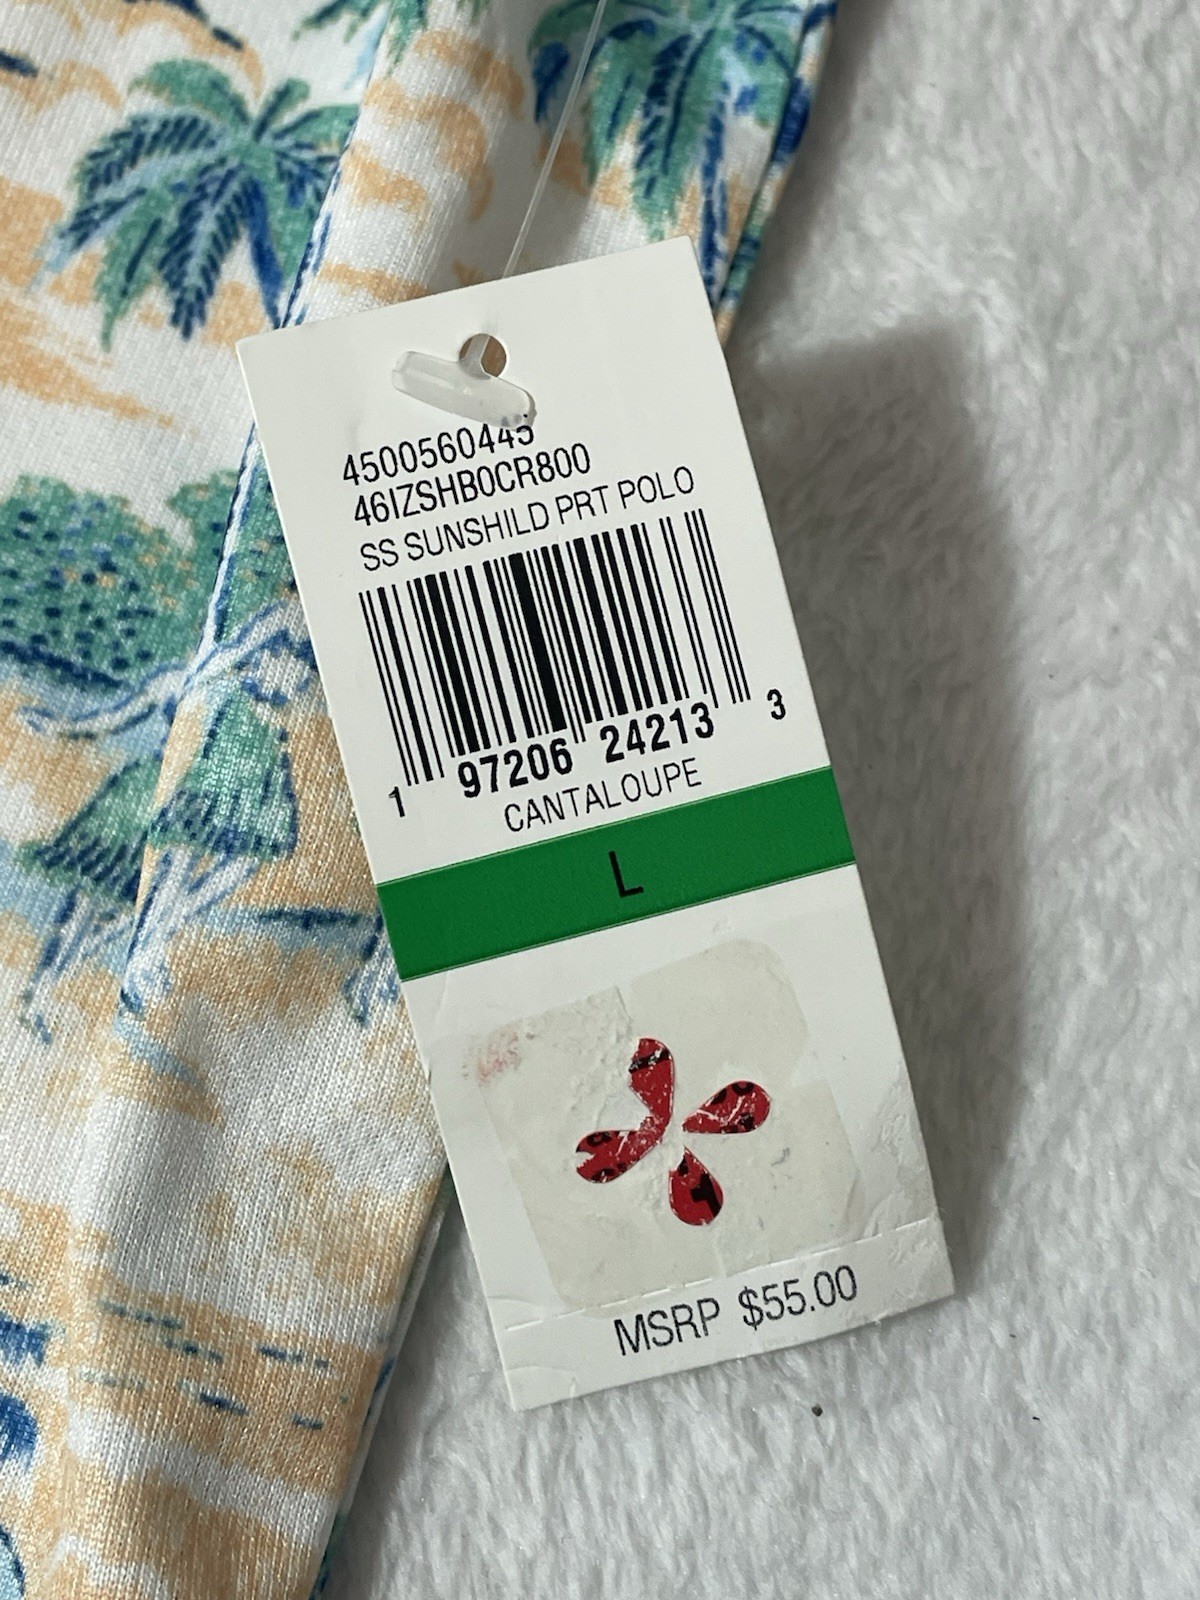 4500560445
46IZSHB0CR800
SS SUNSHILD PRT POLO
1 97206 24213 3
CANTALOUPE
L
MSRP $55.00